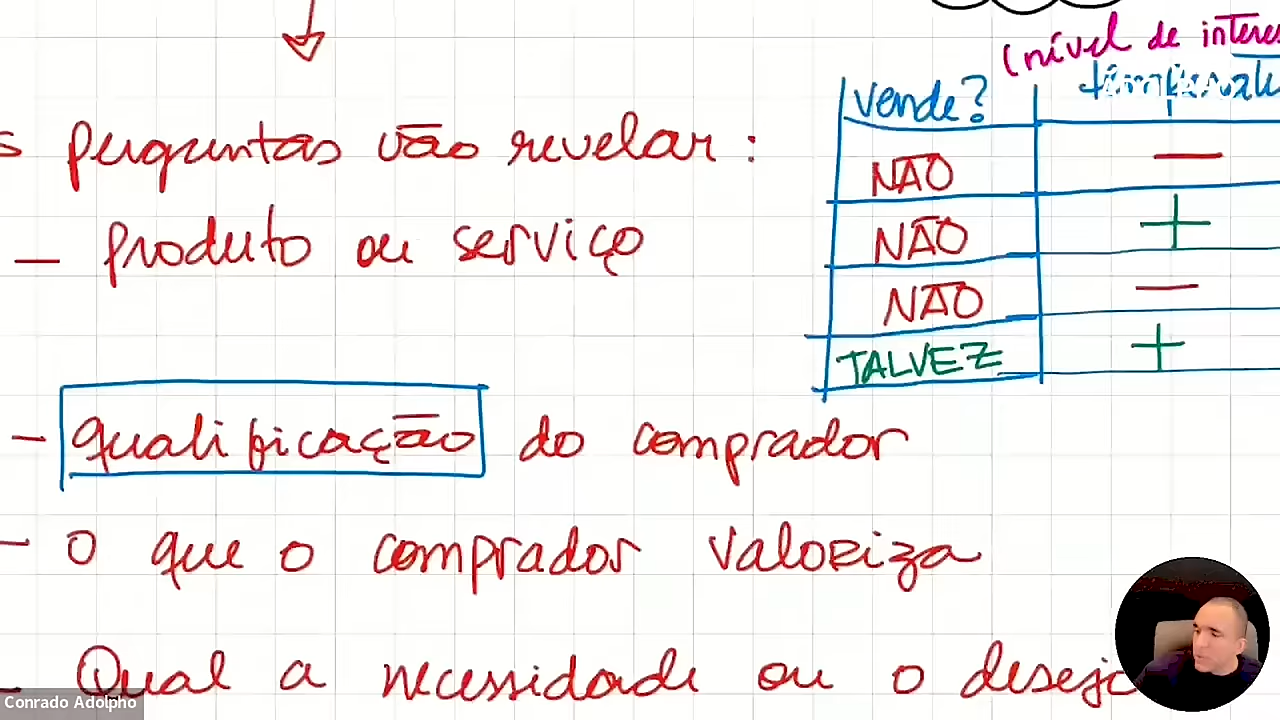 (nível de interes
vende?
NÃO —
s perguntas vão revelar:
NÃO +
– produto ou serviço
NÃO —
TALVEZ +
– qualificação do comprador
– O que o comprador valoriza
– Qual a necessidade ou o desejo
Conrado Adolpho